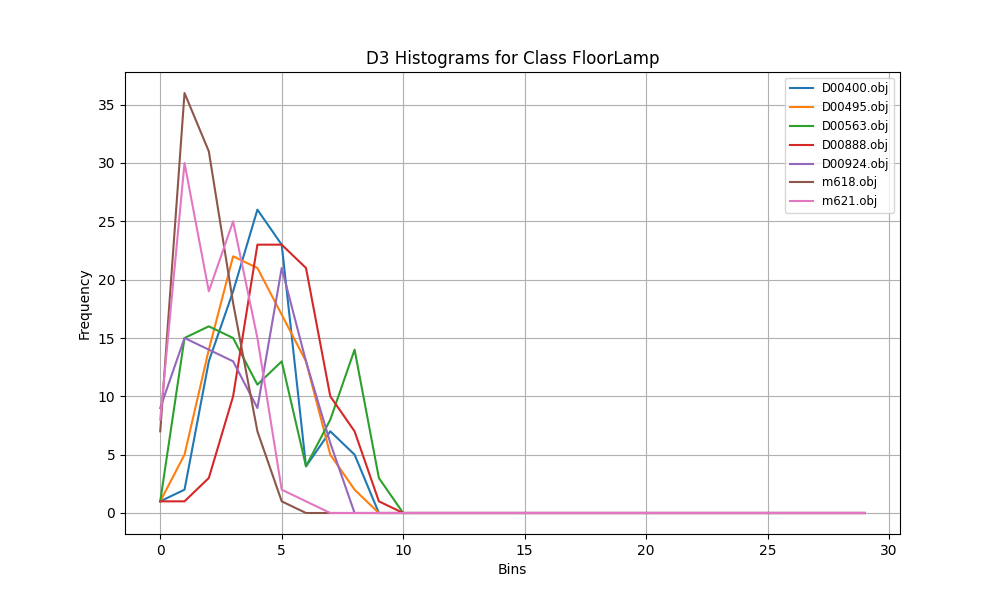 D3 Histograms for Class FloorLamp
D00400.obj
D00495.obj
D00563.obj
D00888.obj
D00924.obj
m618.obj
m621.obj
Frequency
35
30
25
20
15
10
5
0
0 5 10 15 20 25 30
Bins